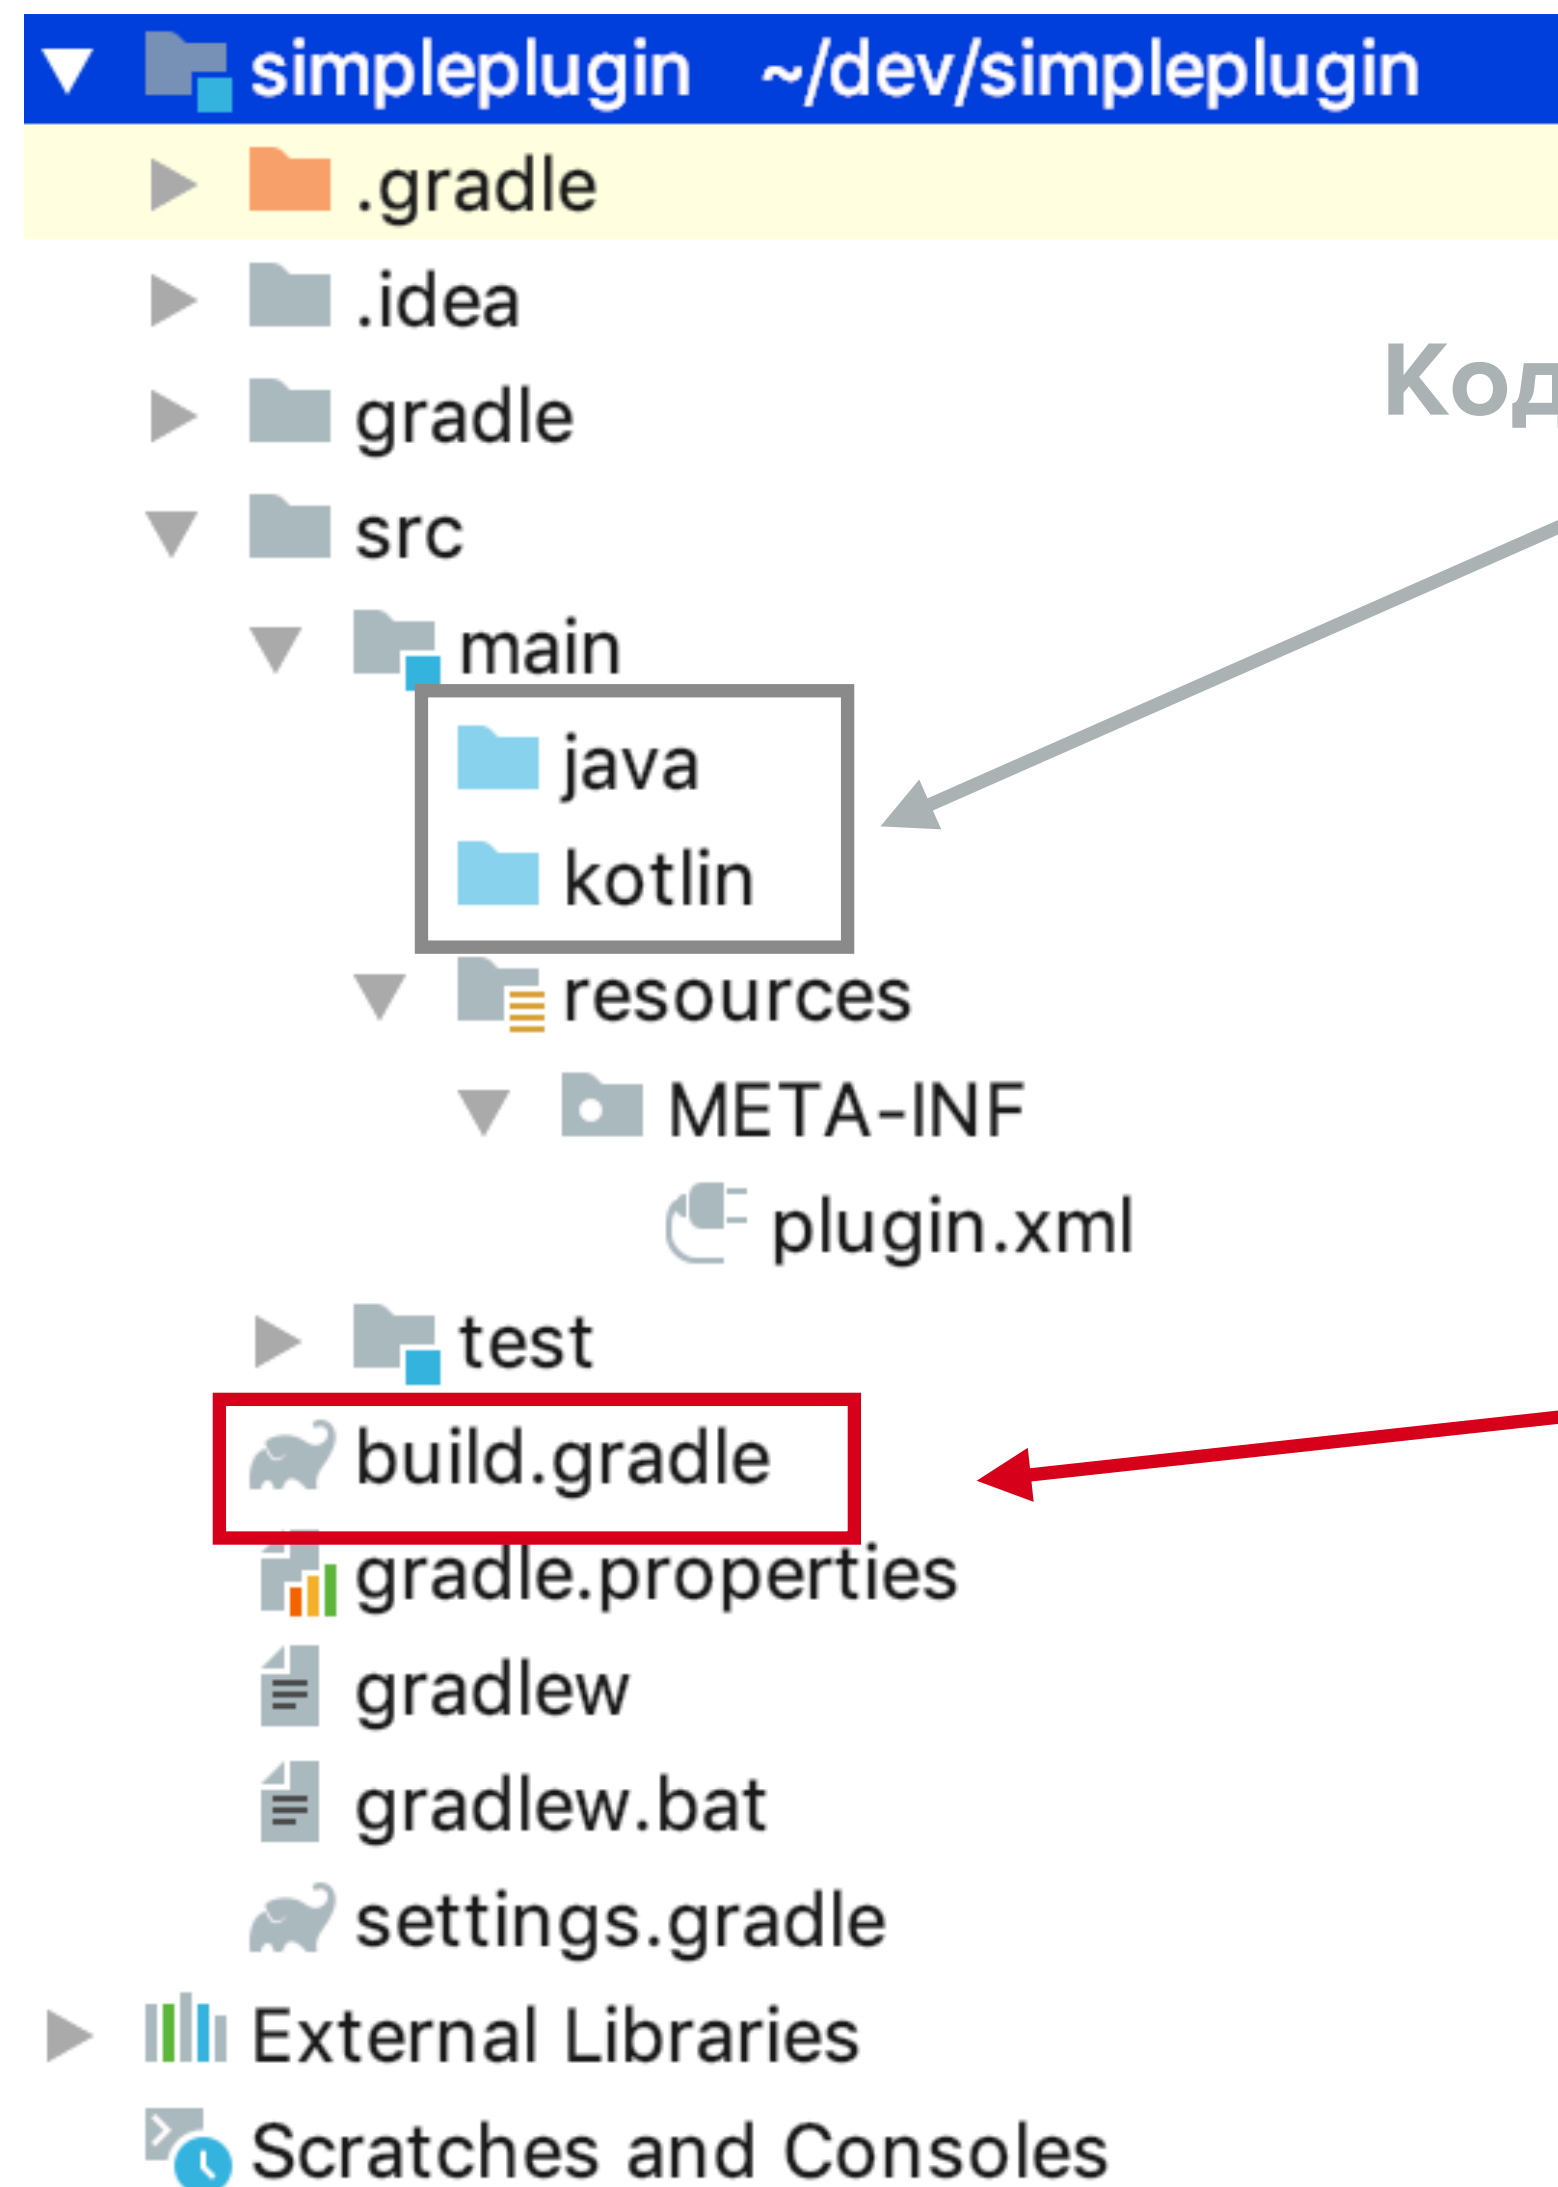 simpleplugin ~/dev/simpleplugin
.gradle
.idea
Код
gradle
src
main
java
kotlin
resources
META-INF
plugin.xml
test
build.gradle
gradle.properties
gradlew
gradlew.bat
settings.gradle
External Libraries
Scratches and Consoles